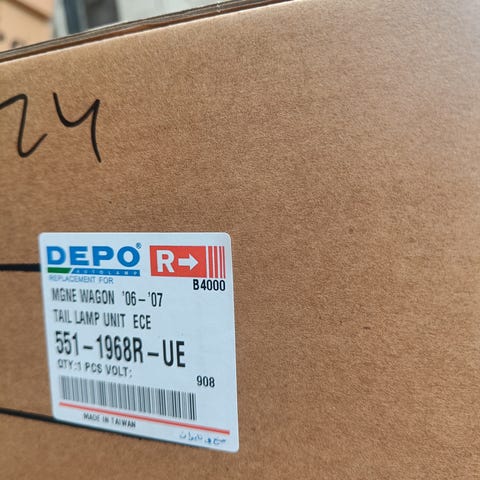 24
DEPO® R→
AUTOLAMP
REPLACEMENT FOR
B4000
MGNE WAGON '06-'07
TAIL LAMP UNIT ECE
551-1968R-UE
QTY:1 PCS VOLT:
908
MADE IN TAIWAN